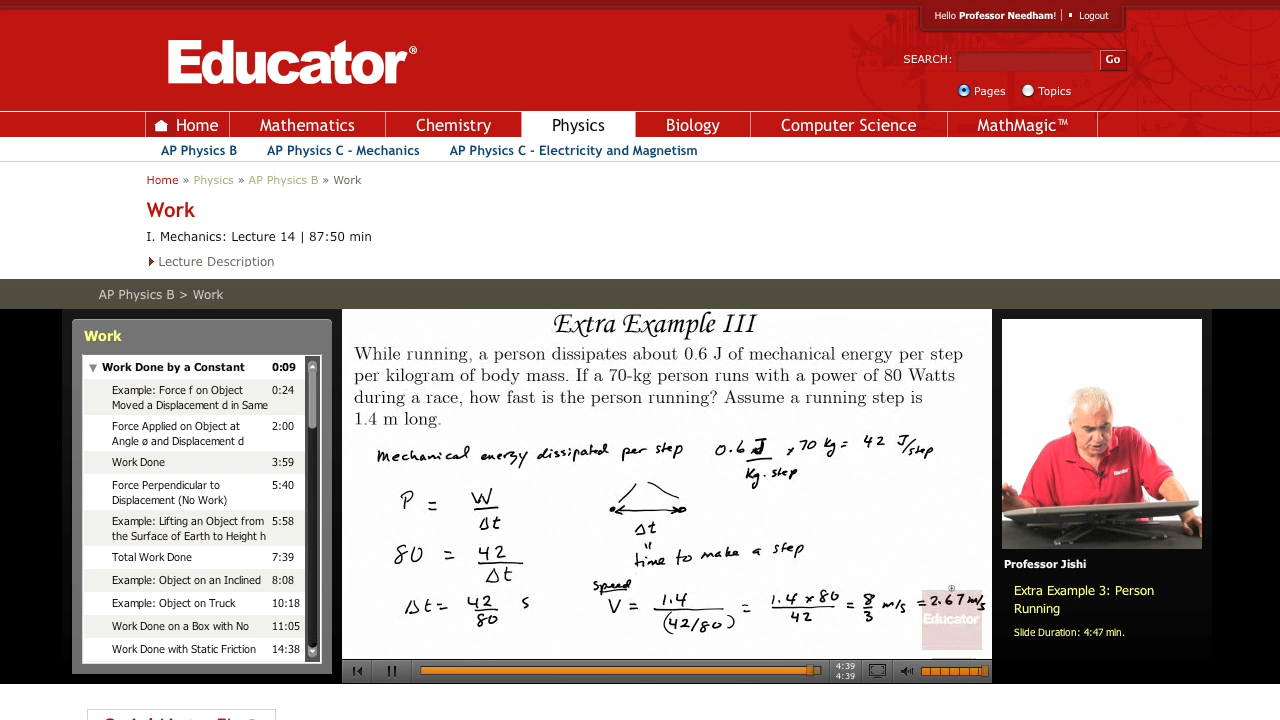 Hello Professor Needham! Logout
Educator®
SEARCH: Go
Pages Topics
Home Mathematics Chemistry Physics Biology Computer Science MathMagic™
AP Physics B AP Physics C - Mechanics AP Physics C - Electricity and Magnetism
Home » Physics » AP Physics B » Work
Work
I. Mechanics: Lecture 14 | 87:50 min
Lecture Description
AP Physics B > Work
Work
Work Done by a Constant 0:09
Example: Force f on Object 0:24
Moved a Displacement d in Same
Force Applied on Object at 2:00
Angle ø and Displacement d
Work Done 3:59
Force Perpendicular to 5:40
Displacement (No Work)
Example: Lifting an Object from 5:58
the Surface of Earth to Height h
Total Work Done 7:39
Example: Object on an Inclined 8:08
Example: Object on Truck 10:18
Work Done on a Box with No 11:05
Work Done with Static Friction 14:38
Extra Example III
While running, a person dissipates about 0.6 J of mechanical energy per step
per kilogram of body mass. If a 70-kg person runs with a power of 80 Watts
during a race, how fast is the person running? Assume a running step is
1.4 m long.
mechanical energy dissipated per step 0.6 J / kg. step x 70 kg = 42 J/step
P = W / Δt
Δt
80 = 42 / Δt
"
time to make a step
Δt = 42 / 80 s
speed
V = 1.4 / (42/80) = 1.4 x 80 / 42 = 8/3 m/s = 2.67 m/s
Educator
4:39
4:39
Educator
Professor Jishi
Extra Example 3: Person
Running
Slide Duration: 4:47 min.